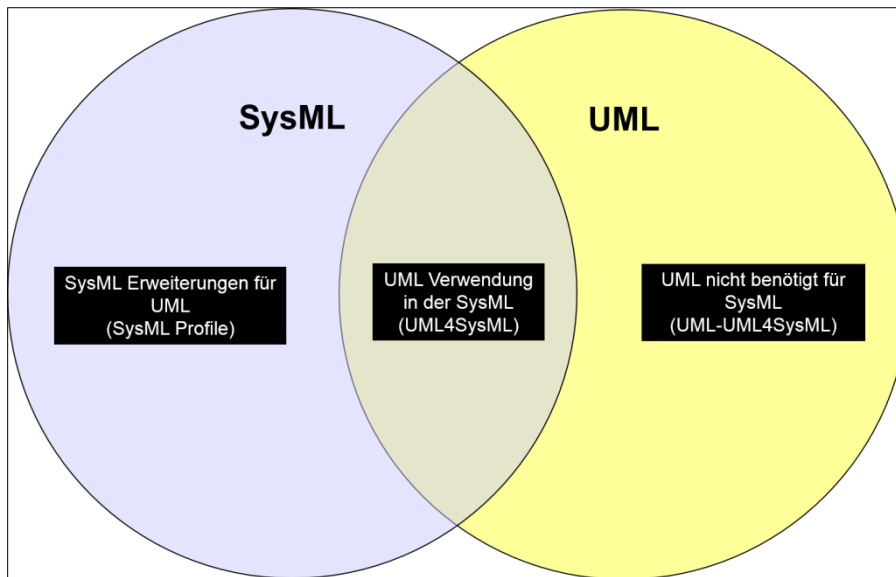 SysML
UML
SysML Erweiterungen für
UML
(SysML Profile)
UML Verwendung
in der SysML
(UML4SysML)
UML nicht benötigt für
SysML
(UML-UML4SysML)